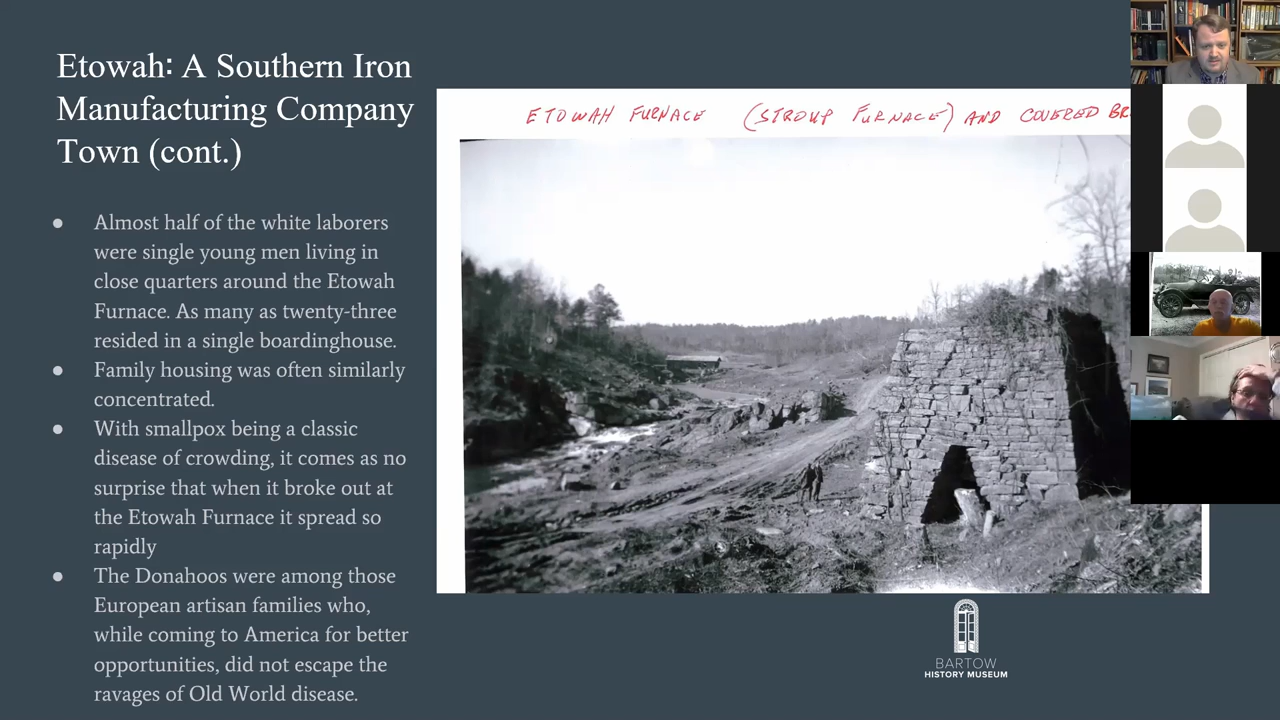 Etowah: A Southern Iron
Manufacturing Company
Town (cont.)
● Almost half of the white laborers
were single young men living in
close quarters around the Etowah
Furnace. As many as twenty-three
resided in a single boardinghouse.
● Family housing was often similarly
concentrated.
● With smallpox being a classic
disease of crowding, it comes as no
surprise that when it broke out at
the Etowah Furnace it spread so
rapidly
● The Donahoos were among those
European artisan families who,
while coming to America for better
opportunities, did not escape the
ravages of Old World disease.
ETOWAH FURNACE (STROUP FURNACE) AND COVERED BR
BARTOW
HISTORY MUSEUM